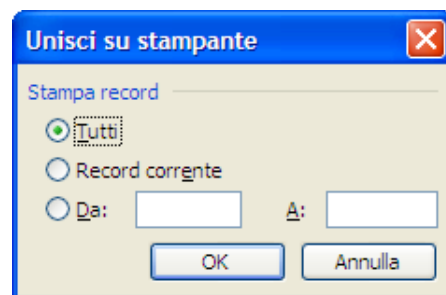 Unisci su stampante
Stampa record
Tutti
Record corrente
Da: A:
OK Annulla